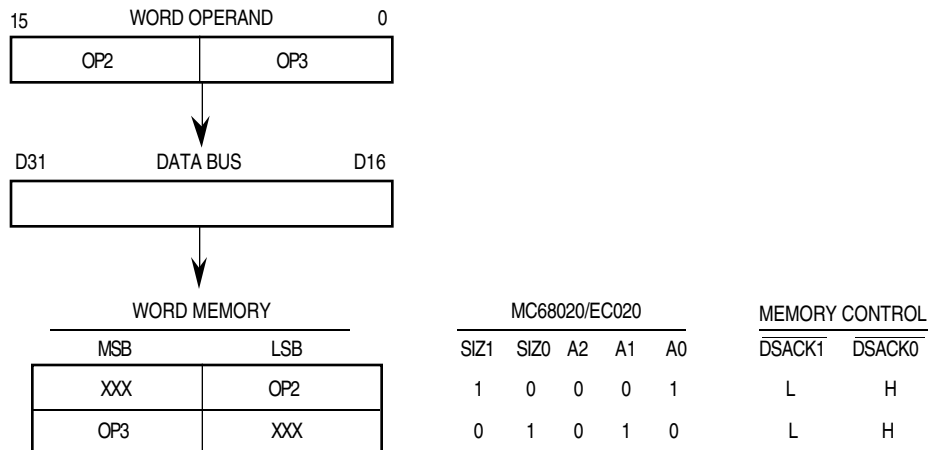 15 WORD OPERAND 0
OP2 OP3
D31 DATA BUS D16
WORD MEMORY MC68020/EC020 MEMORY CONTROL
MSB LSB SIZ1 SIZ0 A2 A1 A0 DSACK1 DSACK0
XXX OP2 1 0 0 0 1 L H
OP3 XXX 0 1 0 1 0 L H